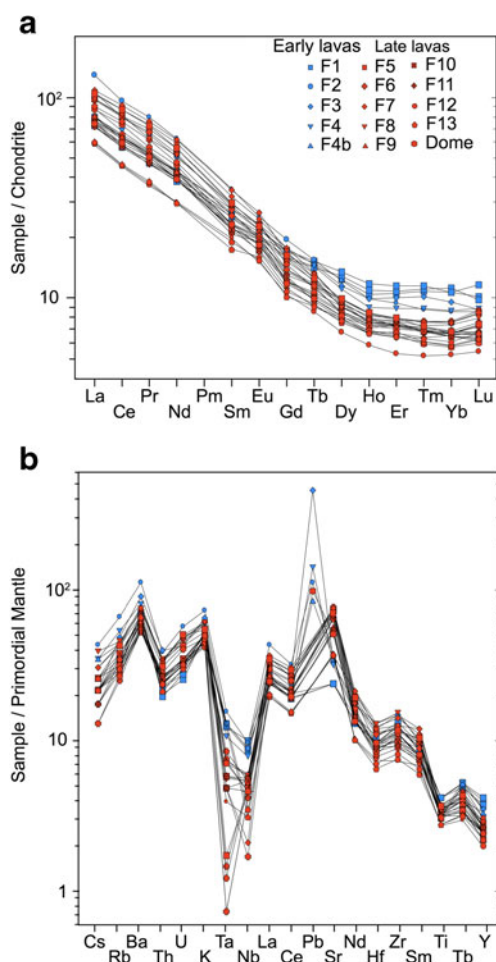 a
Early lavas Late lavas
F1 F5 F10
F2 F6 F11
F3 F7 F12
F4 F8 F13
F4b F9 Dome
Sample / Chondrite
10²
10
La Pr Pm Eu Tb Ho Tm Lu
Ce Nd Sm Gd Dy Er Yb
b
Sample / Primordial Mantle
10²
10
1
Cs Ba U Ta La Pb Nd Zr Ti Y
Rb Th K Nb Ce Sr Hf Sm Tb